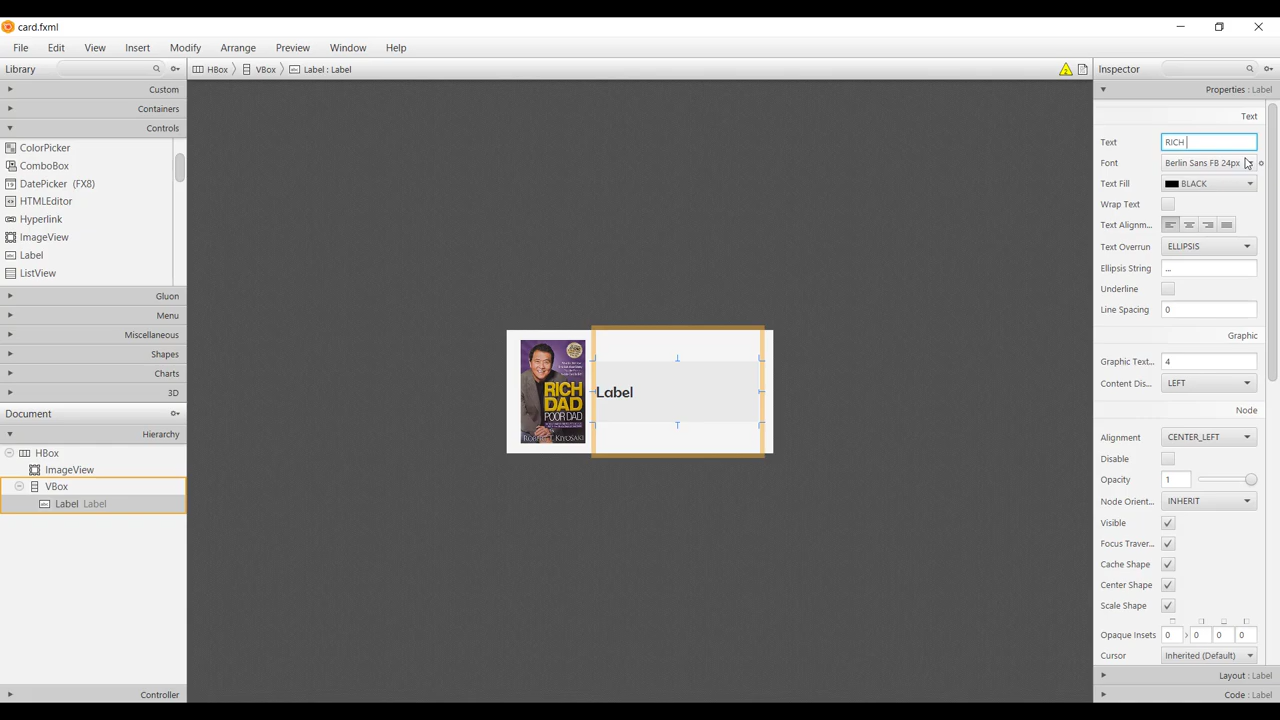 card.fxml
File Edit View Insert Modify Arrange Preview Window Help
Library
HBox VBox Label : Label
Inspector
Custom
Containers
Controls
ColorPicker
ComboBox
DatePicker (FX8)
HTMLEditor
Hyperlink
ImageView
Label
ListView
Gluon
Menu
Miscellaneous
Shapes
Charts
3D
Document
Hierarchy
HBox
ImageView
VBox
Label Label
Controller
RICH
DAD
POOR DAD
ROBERT T. KIYOSAKI
Label
Properties : Label
Text
Text RICH
Font Berlin Sans FB 24px
Text Fill BLACK
Wrap Text
Text Alignm...
Text Overrun ELLIPSIS
Ellipsis String ...
Underline
Line Spacing 0
Graphic
Graphic Text... 4
Content Dis... LEFT
Node
Alignment CENTER_LEFT
Disable
Opacity 1
Node Orient... INHERIT
Visible
Focus Traver...
Cache Shape
Center Shape
Scale Shape
Opaque Insets 0 0 0 0
Cursor Inherited (Default)
Layout : Label
Code : Label